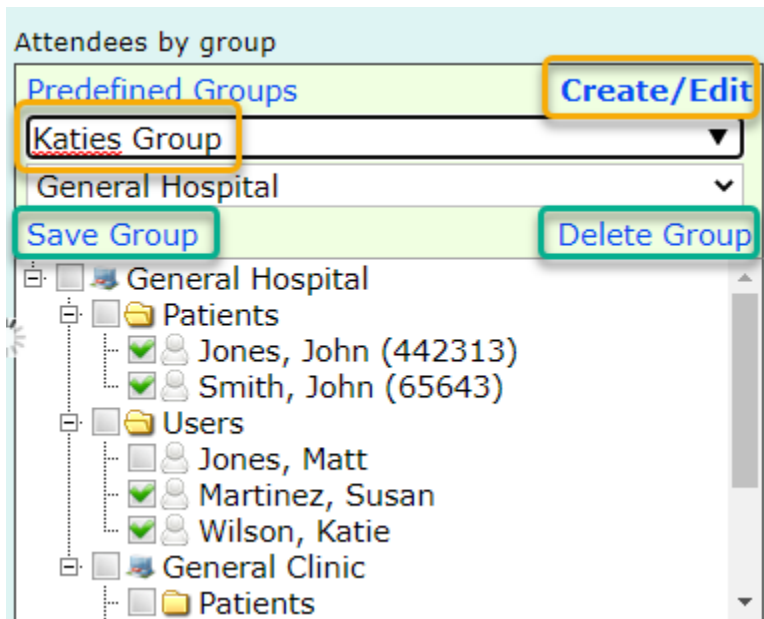 Attendees by group
Predefined Groups Create/Edit
Katies Group
General Hospital
Save Group Delete Group
General Hospital
Patients
Jones, John (442313)
Smith, John (65643)
Users
Jones, Matt
Martinez, Susan
Wilson, Katie
General Clinic
Patients